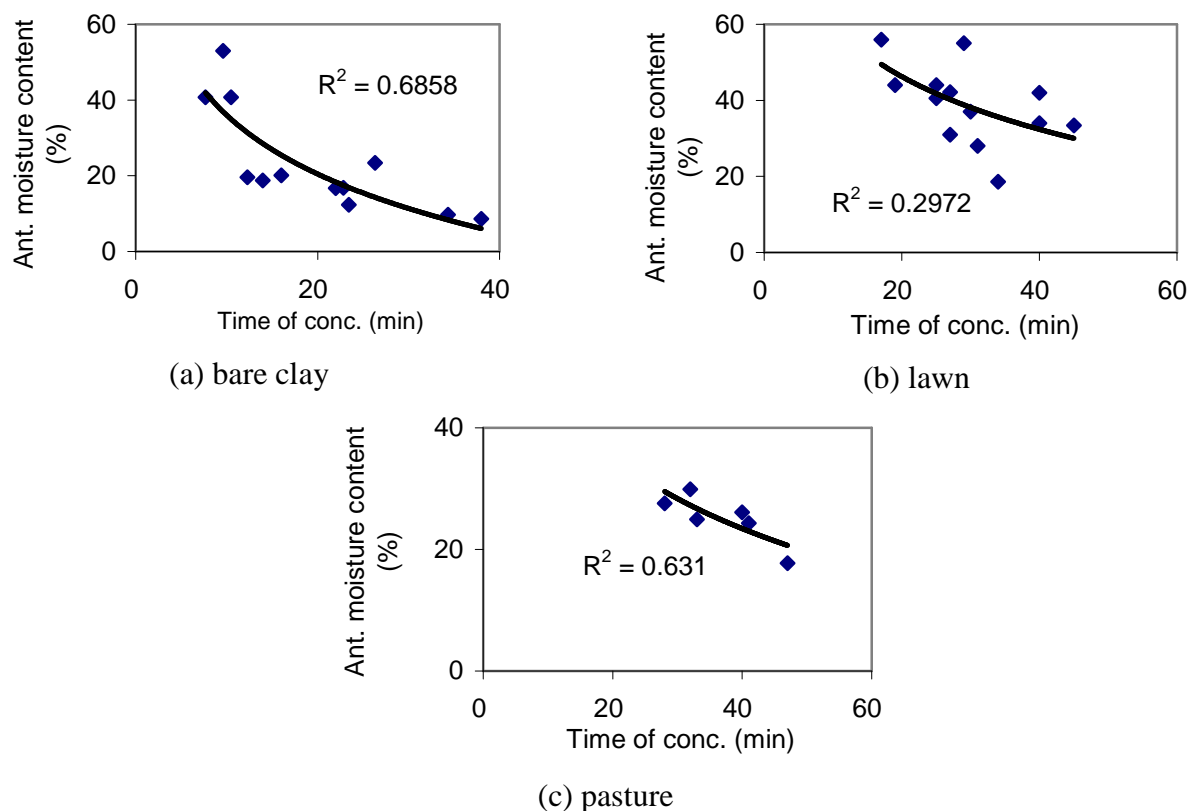 60
40
20
0
0
20
40
Ant. moisture content
(%)
R² = 0.6858
Time of conc. (min)
(a) bare clay
60
40
20
0
0
20
40
60
Ant. moisture content
(%)
R² = 0.2972
Time of conc. (min)
(b) lawn
40
20
0
0
20
40
60
Ant. moisture content
(%)
R² = 0.631
Time of conc. (min)
(c) pasture